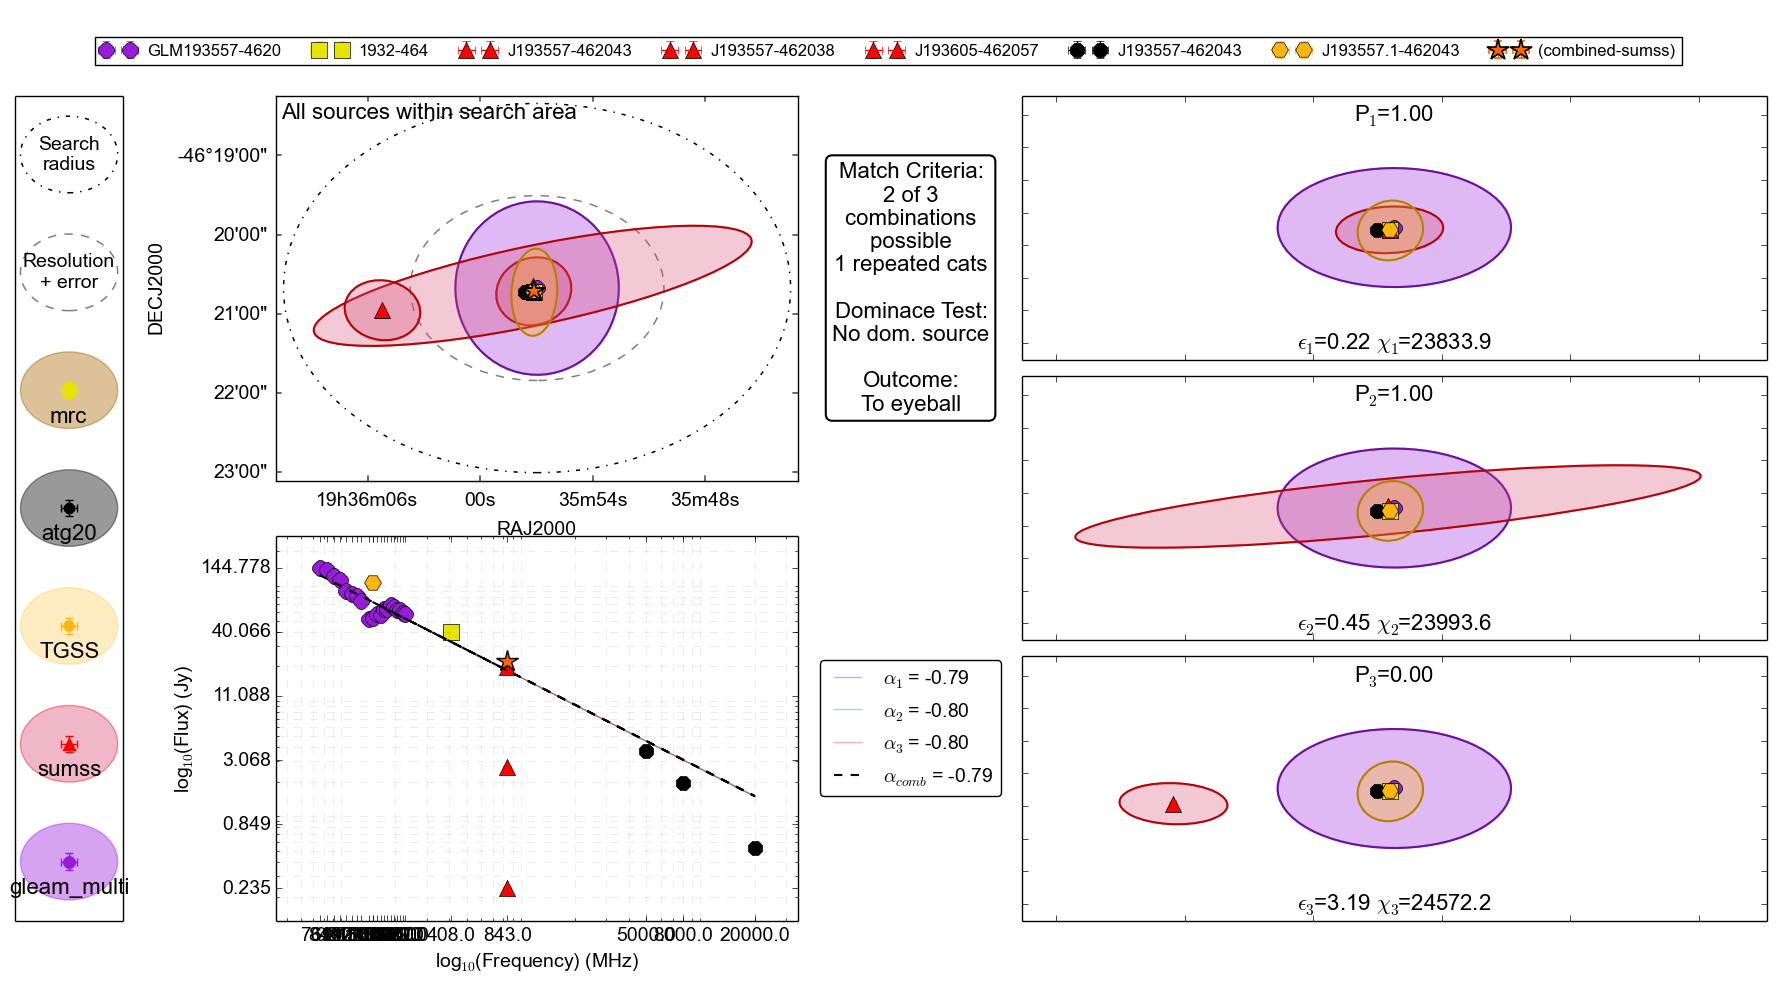 GLM193557-4620 1932-464 J193557-462043 J193557-462038 J193605-462057 J193557-462043 J193557.1-462043 (combined-sumss)
Search
radius
Resolution
+ error
mrc
atg20
TGSS
sumss
gleam_multi
All sources within search area
DECJ2000
-46°19'00"
20'00"
21'00"
22'00"
23'00"
19h36m06s 00s 35m54s 35m48s
RAJ2000
Match Criteria:
2 of 3
combinations
possible
1 repeated cats
Dominace Test:
No dom. source
Outcome:
To eyeball
log10(Flux) (Jy)
144.778
40.066
11.088
3.068
0.849
0.235
408.0 843.0 5000.0 8000.0 20000.0
log10(Frequency) (MHz)
α1 = -0.79
α2 = -0.80
α3 = -0.80
αcomb = -0.79
P1=1.00
ϵ1=0.22 χ1=23833.9
P2=1.00
ϵ2=0.45 χ2=23993.6
P3=0.00
ϵ3=3.19 χ3=24572.2